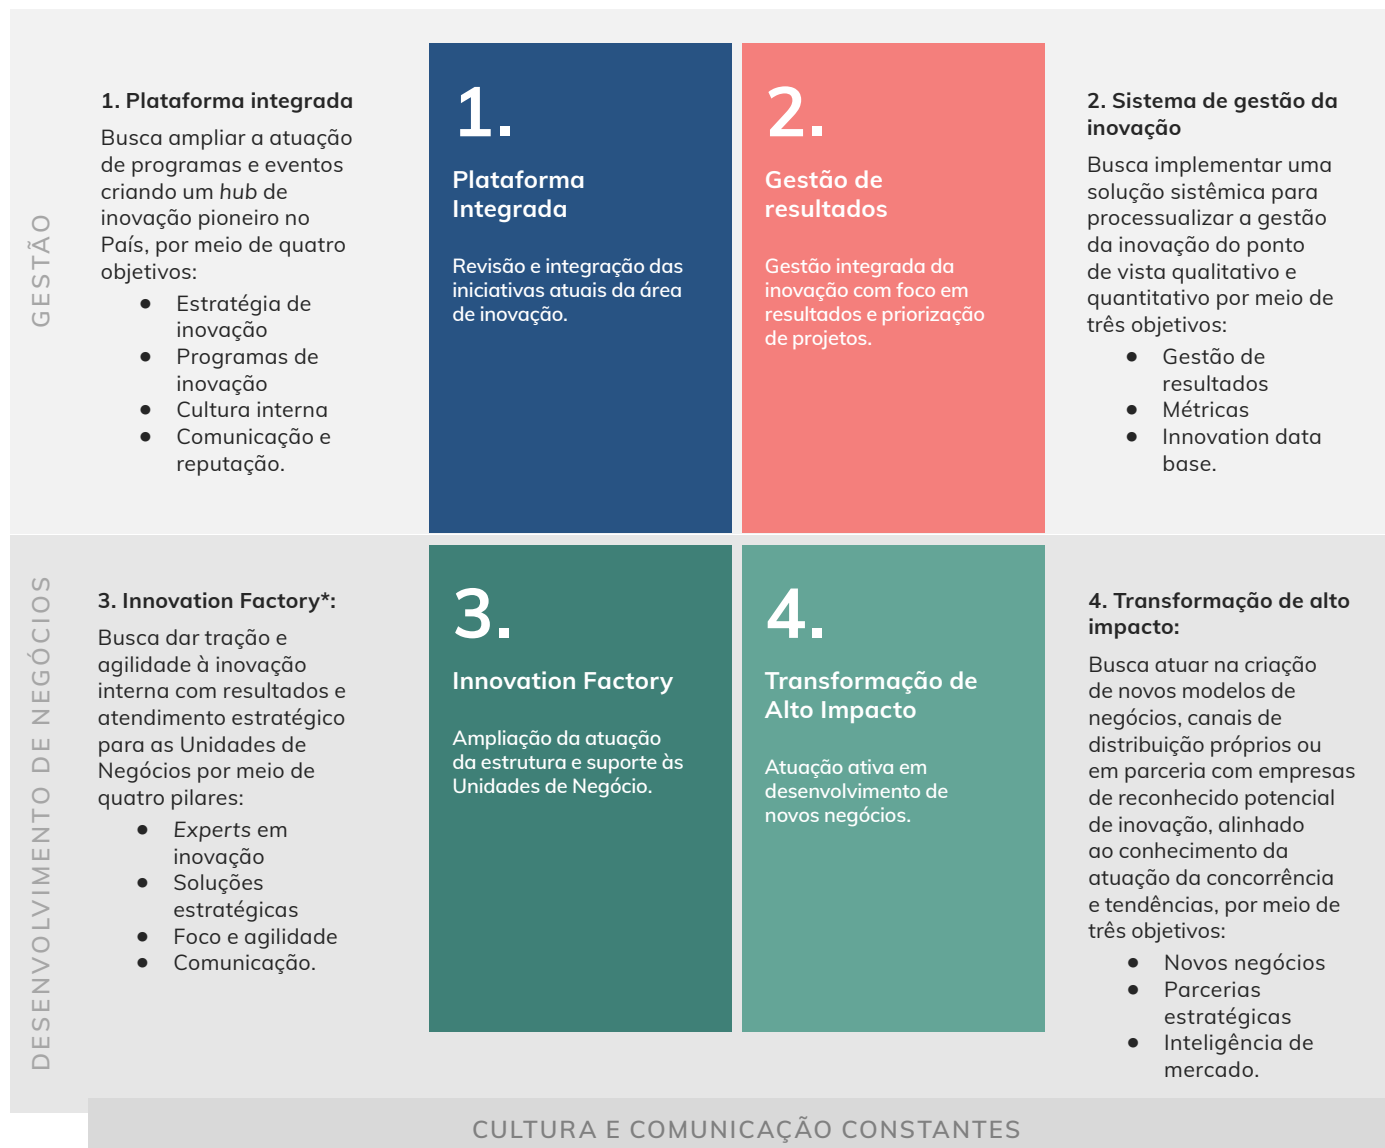 GESTÃO
1. Plataforma integrada
Busca ampliar a atuação
de programas e eventos
criando um hub de
inovação pioneiro no
País, por meio de quatro
objetivos:
● Estratégia de
inovação
● Programas de
inovação
● Cultura interna
● Comunicação e
reputação.
1.
Plataforma
Integrada
Revisão e integração das
iniciativas atuais da área
de inovação.
2.
Gestão de
resultados
Gestão integrada da
inovação com foco em
resultados e priorização
de projetos.
2. Sistema de gestão da
inovação
Busca implementar uma
solução sistêmica para
processualizar a gestão
da inovação do ponto
de vista qualitativo e
quantitativo por meio de
três objetivos:
● Gestão de
resultados
● Métricas
● Innovation data
base.
DESENVOLVIMENTO DE NEGÓCIOS
3. Innovation Factory*:
Busca dar tração e
agilidade à inovação
interna com resultados e
atendimento estratégico
para as Unidades de
Negócios por meio de
quatro pilares:
● Experts em
inovação
● Soluções
estratégicas
● Foco e agilidade
● Comunicação.
3.
Innovation Factory
Ampliação da atuação
da estrutura e suporte às
Unidades de Negócio.
4.
Transformação de
Alto Impacto
Atuação ativa em
desenvolvimento de
novos negócios.
4. Transformação de alto
impacto:
Busca atuar na criação
de novos modelos de
negócios, canais de
distribuição próprios ou
em parceria com empresas
de reconhecido potencial
de inovação, alinhado
ao conhecimento da
atuação da concorrência
e tendências, por meio de
três objetivos:
● Novos negócios
● Parcerias
estratégicas
● Inteligência de
mercado.
CULTURA E COMUNICAÇÃO CONSTANTES